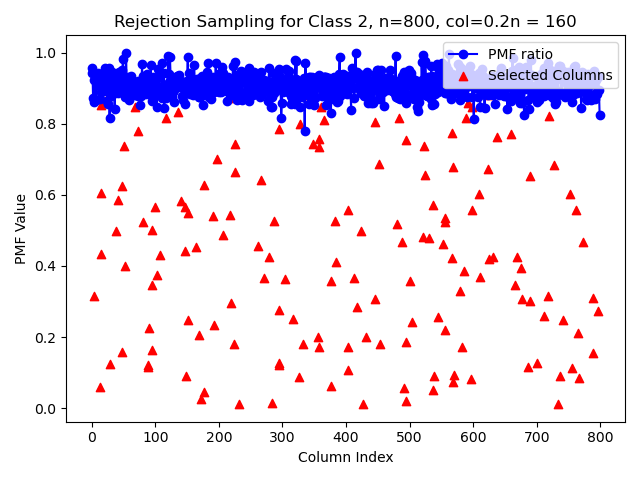 Rejection Sampling for Class 2, n=800, col=0.2n = 160
PMF ratio
Selected Columns
PMF Value
1.0
0.8
0.6
0.4
0.2
0.0
0 100 200 300 400 500 600 700 800
Column Index